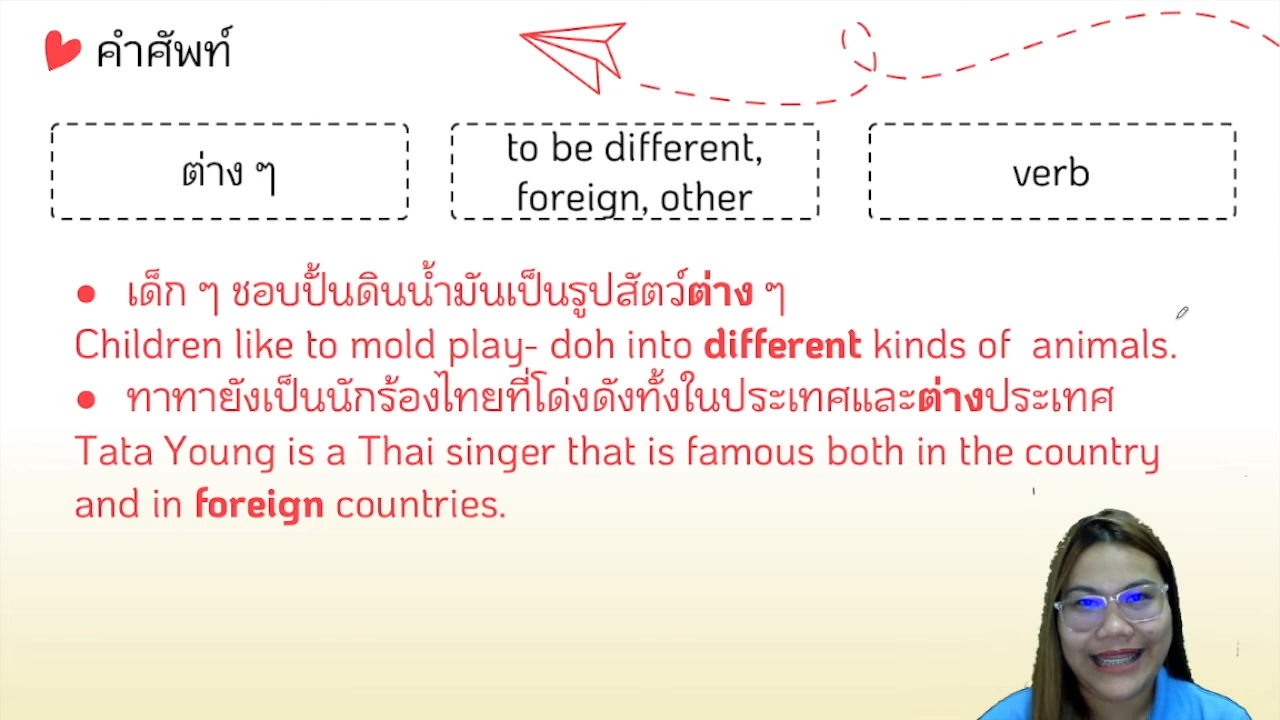 คำศัพท์
ต่าง ๆ
to be different,
foreign, other
verb
● เด็ก ๆ ชอบปั้นดินน้ำมันเป็นรูปสัตว์ต่าง ๆ
Children like to mold play- doh into different kinds of animals.
● ทาทายังเป็นนักร้องไทยที่โด่งดังทั้งในประเทศและต่างประเทศ
Tata Young is a Thai singer that is famous both in the country
and in foreign countries.